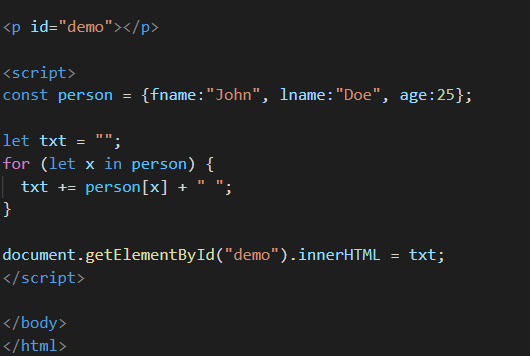 <p id="demo"></p>
<script>
const person = {fname:"John", lname:"Doe", age:25};
let txt = "";
for (let x in person) {
  txt += person[x] + " ";
}
document.getElementById("demo").innerHTML = txt;
</script>
</body>
</html>